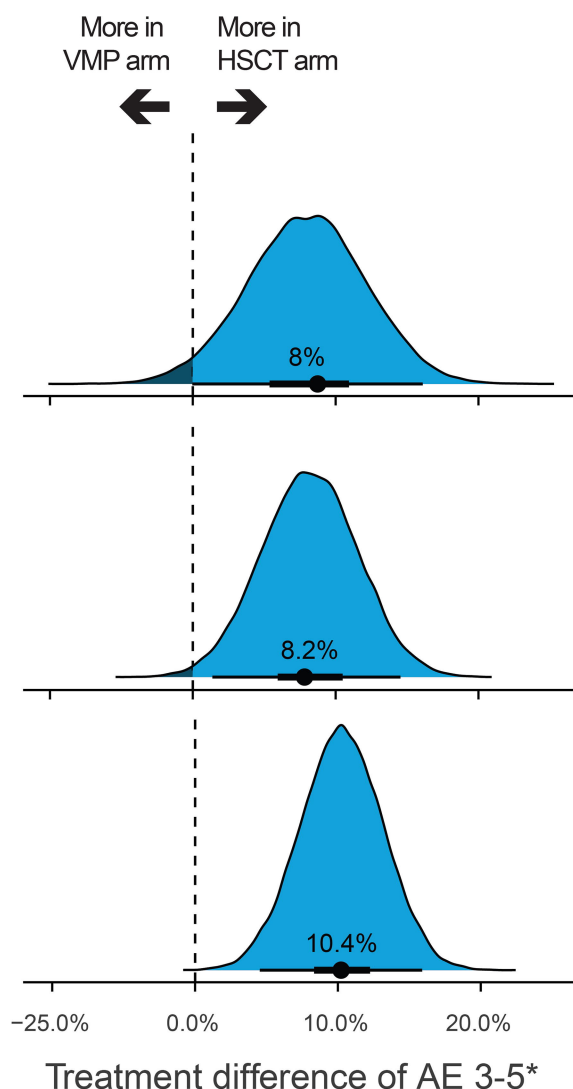 More in
VMP arm
More in
HSCT arm
8%
8.2%
10.4%
−25.0%
0.0%
10.0%
20.0%
Treatment difference of AE 3-5*